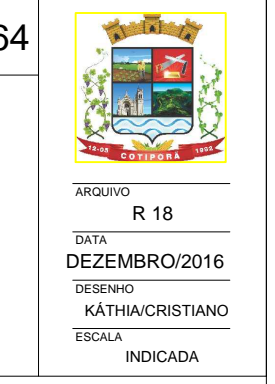 64
12-05 COTIPORÃ 1982
ARQUIVO
R 18
DATA
DEZEMBRO/2016
DESENHO
KÁTHIA/CRISTIANO
ESCALA
INDICADA